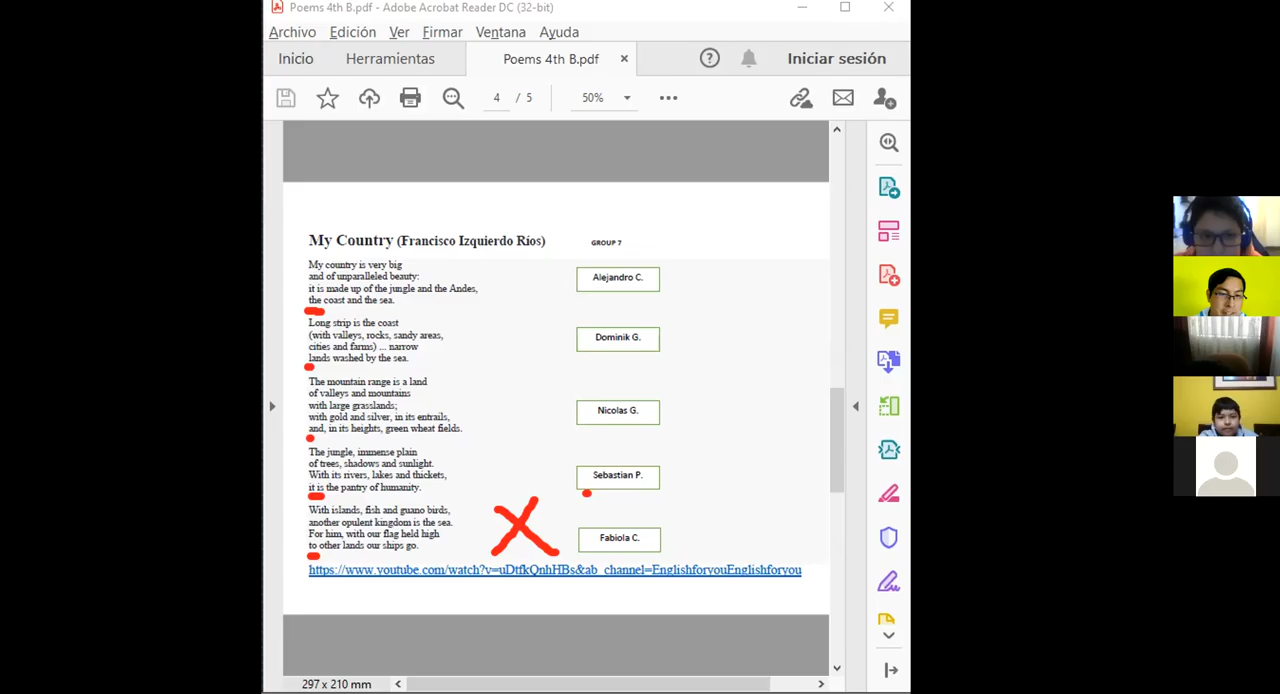 Poems 4th B.pdf - Adobe Acrobat Reader DC (32-bit)
Archivo Edición Ver Firmar Ventana Ayuda
Inicio Herramientas Poems 4th B.pdf × Iniciar sesión
4 / 5 50%
My Country (Francisco Izquierdo Ríos) GROUP 7
My country is very big
and of unparalleled beauty:
it is made up of the jungle and the Andes,
the coast and the sea.
Alejandro C.
Long strip is the coast
(with valleys, rocks, sandy areas,
cities and farms) ... narrow
lands washed by the sea.
Dominik G.
The mountain range is a land
of valleys and mountains
with large grasslands;
with gold and silver, in its entrails,
and, in its heights, green wheat fields.
Nicolas G.
The jungle, immense plain
of trees, shadows and sunlight.
With its rivers, lakes and thickets,
it is the pantry of humanity.
Sebastian P.
With islands, fish and guano birds,
another opulent kingdom is the sea.
For him, with our flag held high
to other lands our ships go.
Fabiola C.
https://www.youtube.com/watch?v=uDtfkQnhHBs&ab_channel=EnglishforyouEnglishforyou
297 x 210 mm